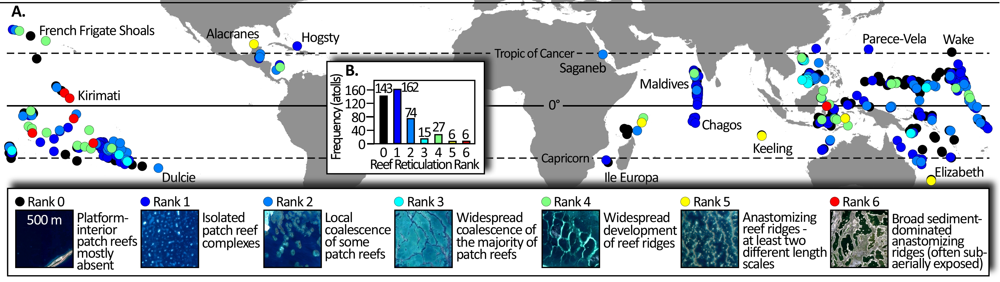 A.
French Frigate Shoals
Alacranes
Hogsty
Parece-Vela
Wake
Tropic of Cancer
Saganeb
Maldives
Kirimati
0°
Chagos
Keeling
Capricorn
Ile Europa
Elizabeth
Dulcie
B.
Frequency (atolls)
160
120
80
40
0
143
162
74
15
27
6
6
0 1 2 3 4 5 6
Reef Reticulation Rank
Rank 0
500 m
Platform-
interior
patch reefs
mostly
absent
Rank 1
Isolated
patch reef
complexes
Rank 2
Local
coalescence
of some
patch reefs
Rank 3
Widespread
coalescence of
the majority of
patch reefs
Rank 4
Widespread
development
of reef ridges
Rank 5
Anastomizing
reef ridges -
at least two
different length
scales
Rank 6
Broad sediment-
dominated
anastomizing
ridges (often sub-
aerially exposed)